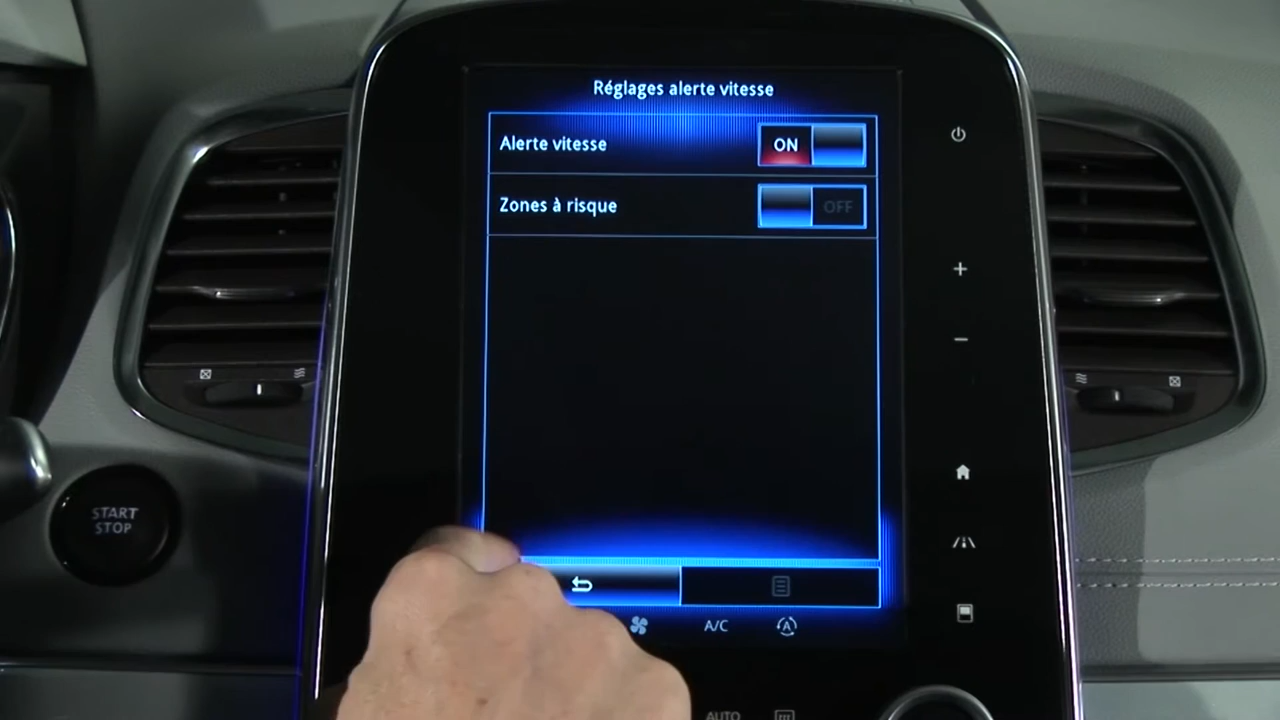 Réglages alerte vitesse
Alerte vitesse ON
Zones à risque OFF
START
STOP
A/C
A
AUTO